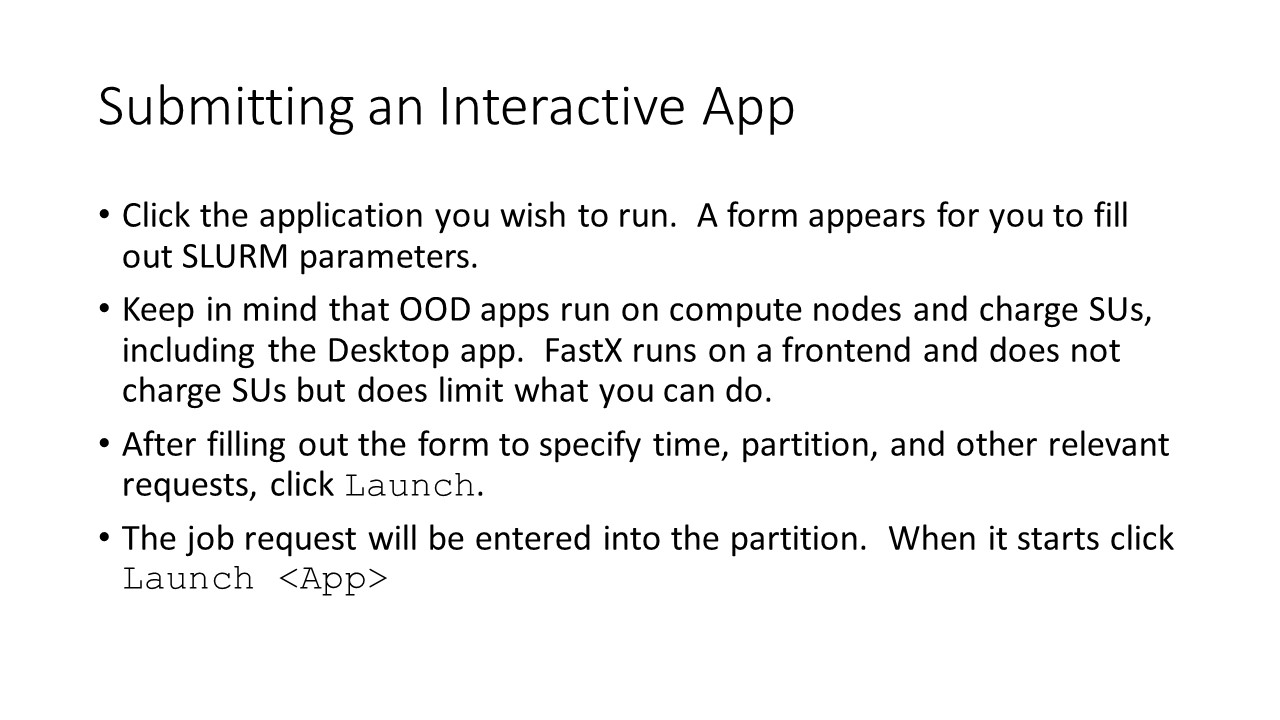 Submitting an Interactive App
• Click the application you wish to run.  A form appears for you to fill
out SLURM parameters.
• Keep in mind that OOD apps run on compute nodes and charge SUs,
including the Desktop app.  FastX runs on a frontend and does not
charge SUs but does limit what you can do.
• After filling out the form to specify time, partition, and other relevant
requests, click Launch.
• The job request will be entered into the partition.  When it starts click
Launch <App>